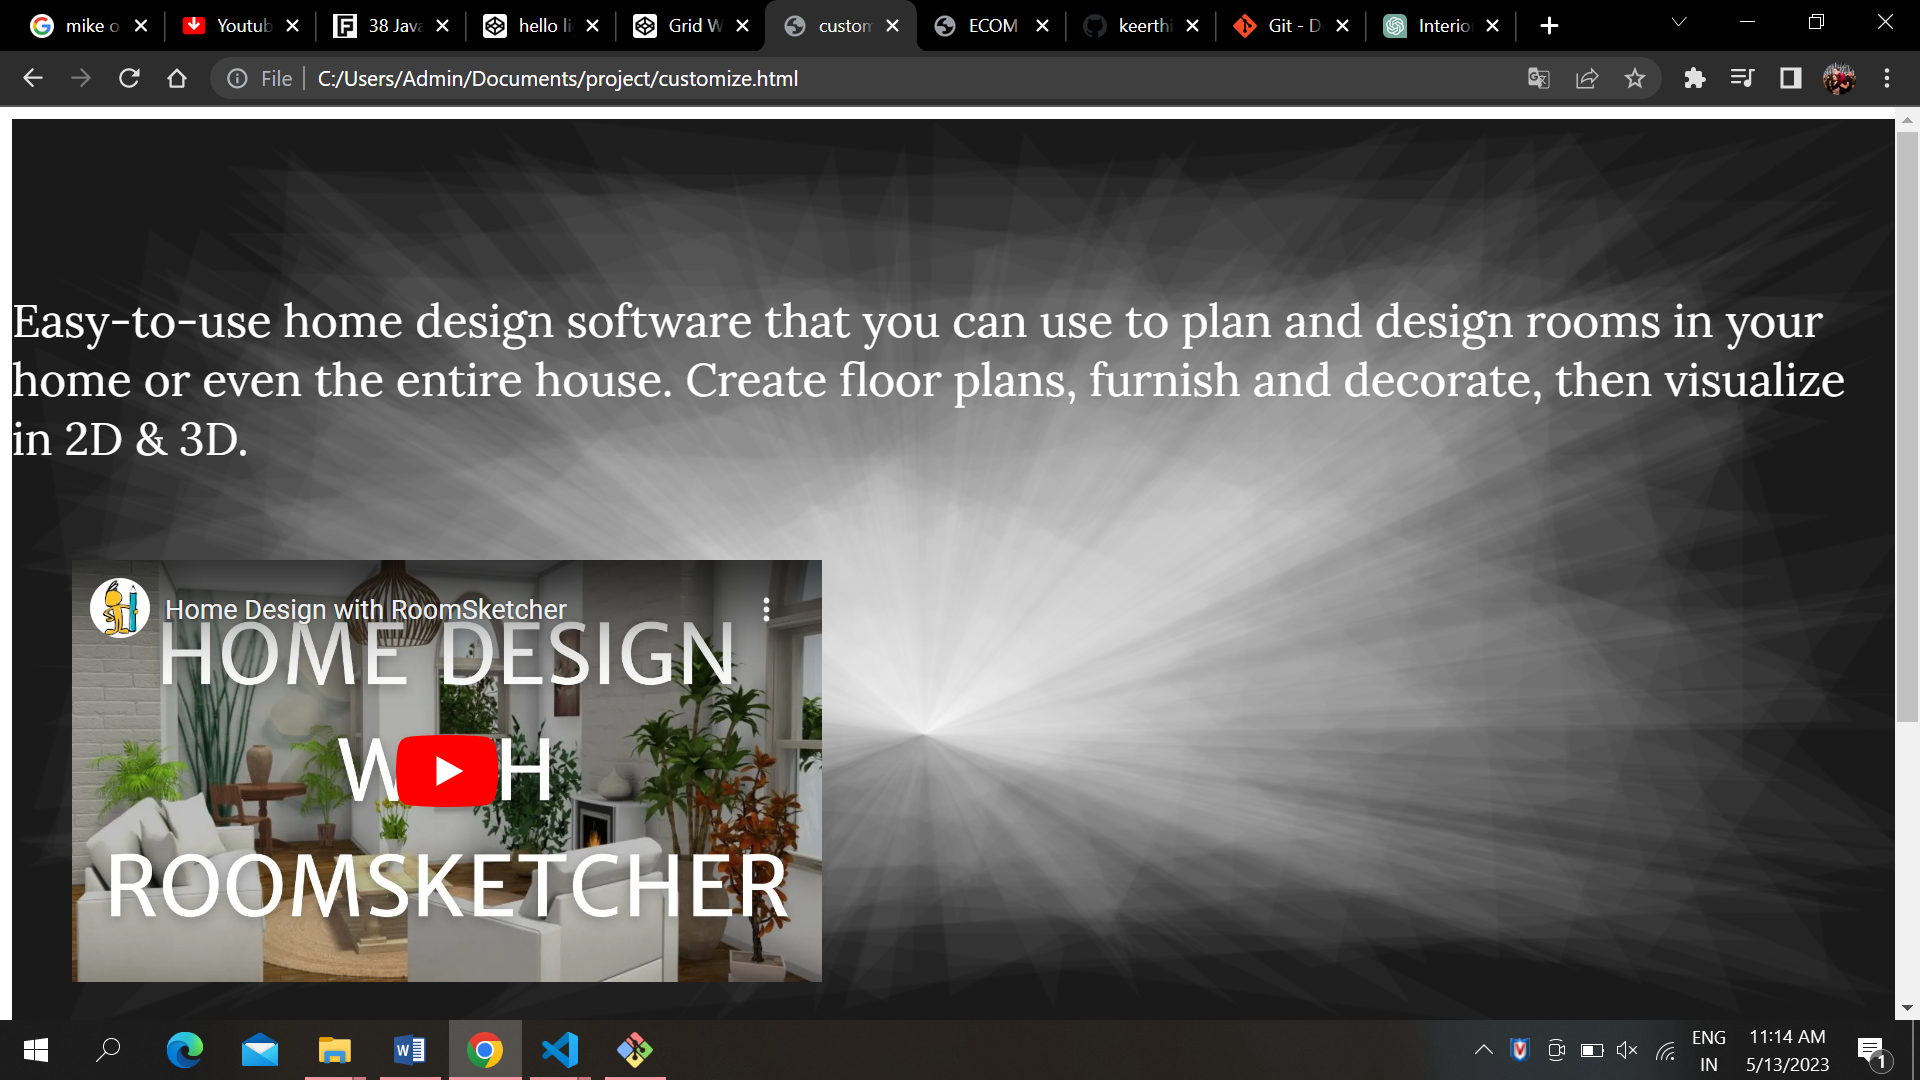 mike o
Youtub
38 Java
hello li
Grid W
custom
ECOM
keerthi
Git - D
Interio
File
C:/Users/Admin/Documents/project/customize.html
Easy-to-use home design software that you can use to plan and design rooms in your
home or even the entire house. Create floor plans, furnish and decorate, then visualize
in 2D & 3D.
Home Design with RoomSketcher
HOME DESIGN
W H
ROOMSKETCHER
ENG
IN
11:14 AM
5/13/2023
1